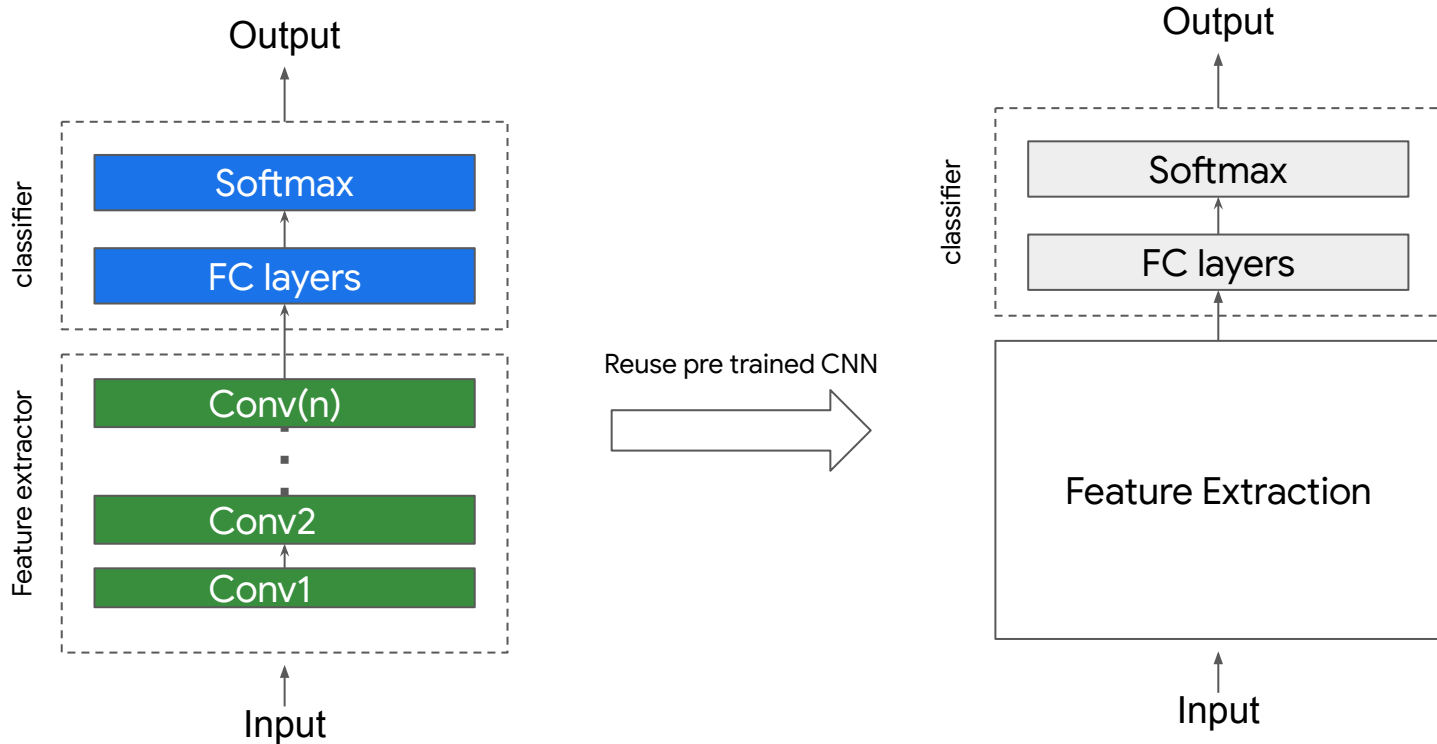 Output
classifier
Softmax
FC layers
Feature extractor
Conv(n)
Conv2
Conv1
Input
Reuse pre trained CNN
Output
classifier
Softmax
FC layers
Feature Extraction
Input